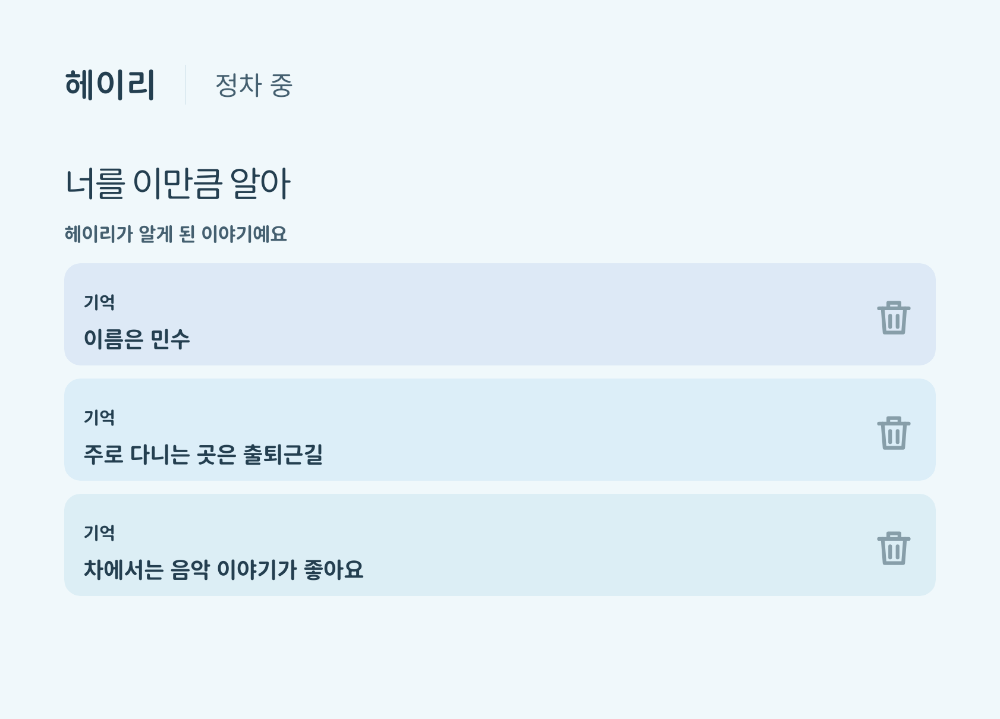 헤이리
정차 중
너를 이만큼 알아
헤이리가 알게 된 이야기예요
기억
이름은 민수
기억
주로 다니는 곳은 출퇴근길
기억
차에서는 음악 이야기가 좋아요